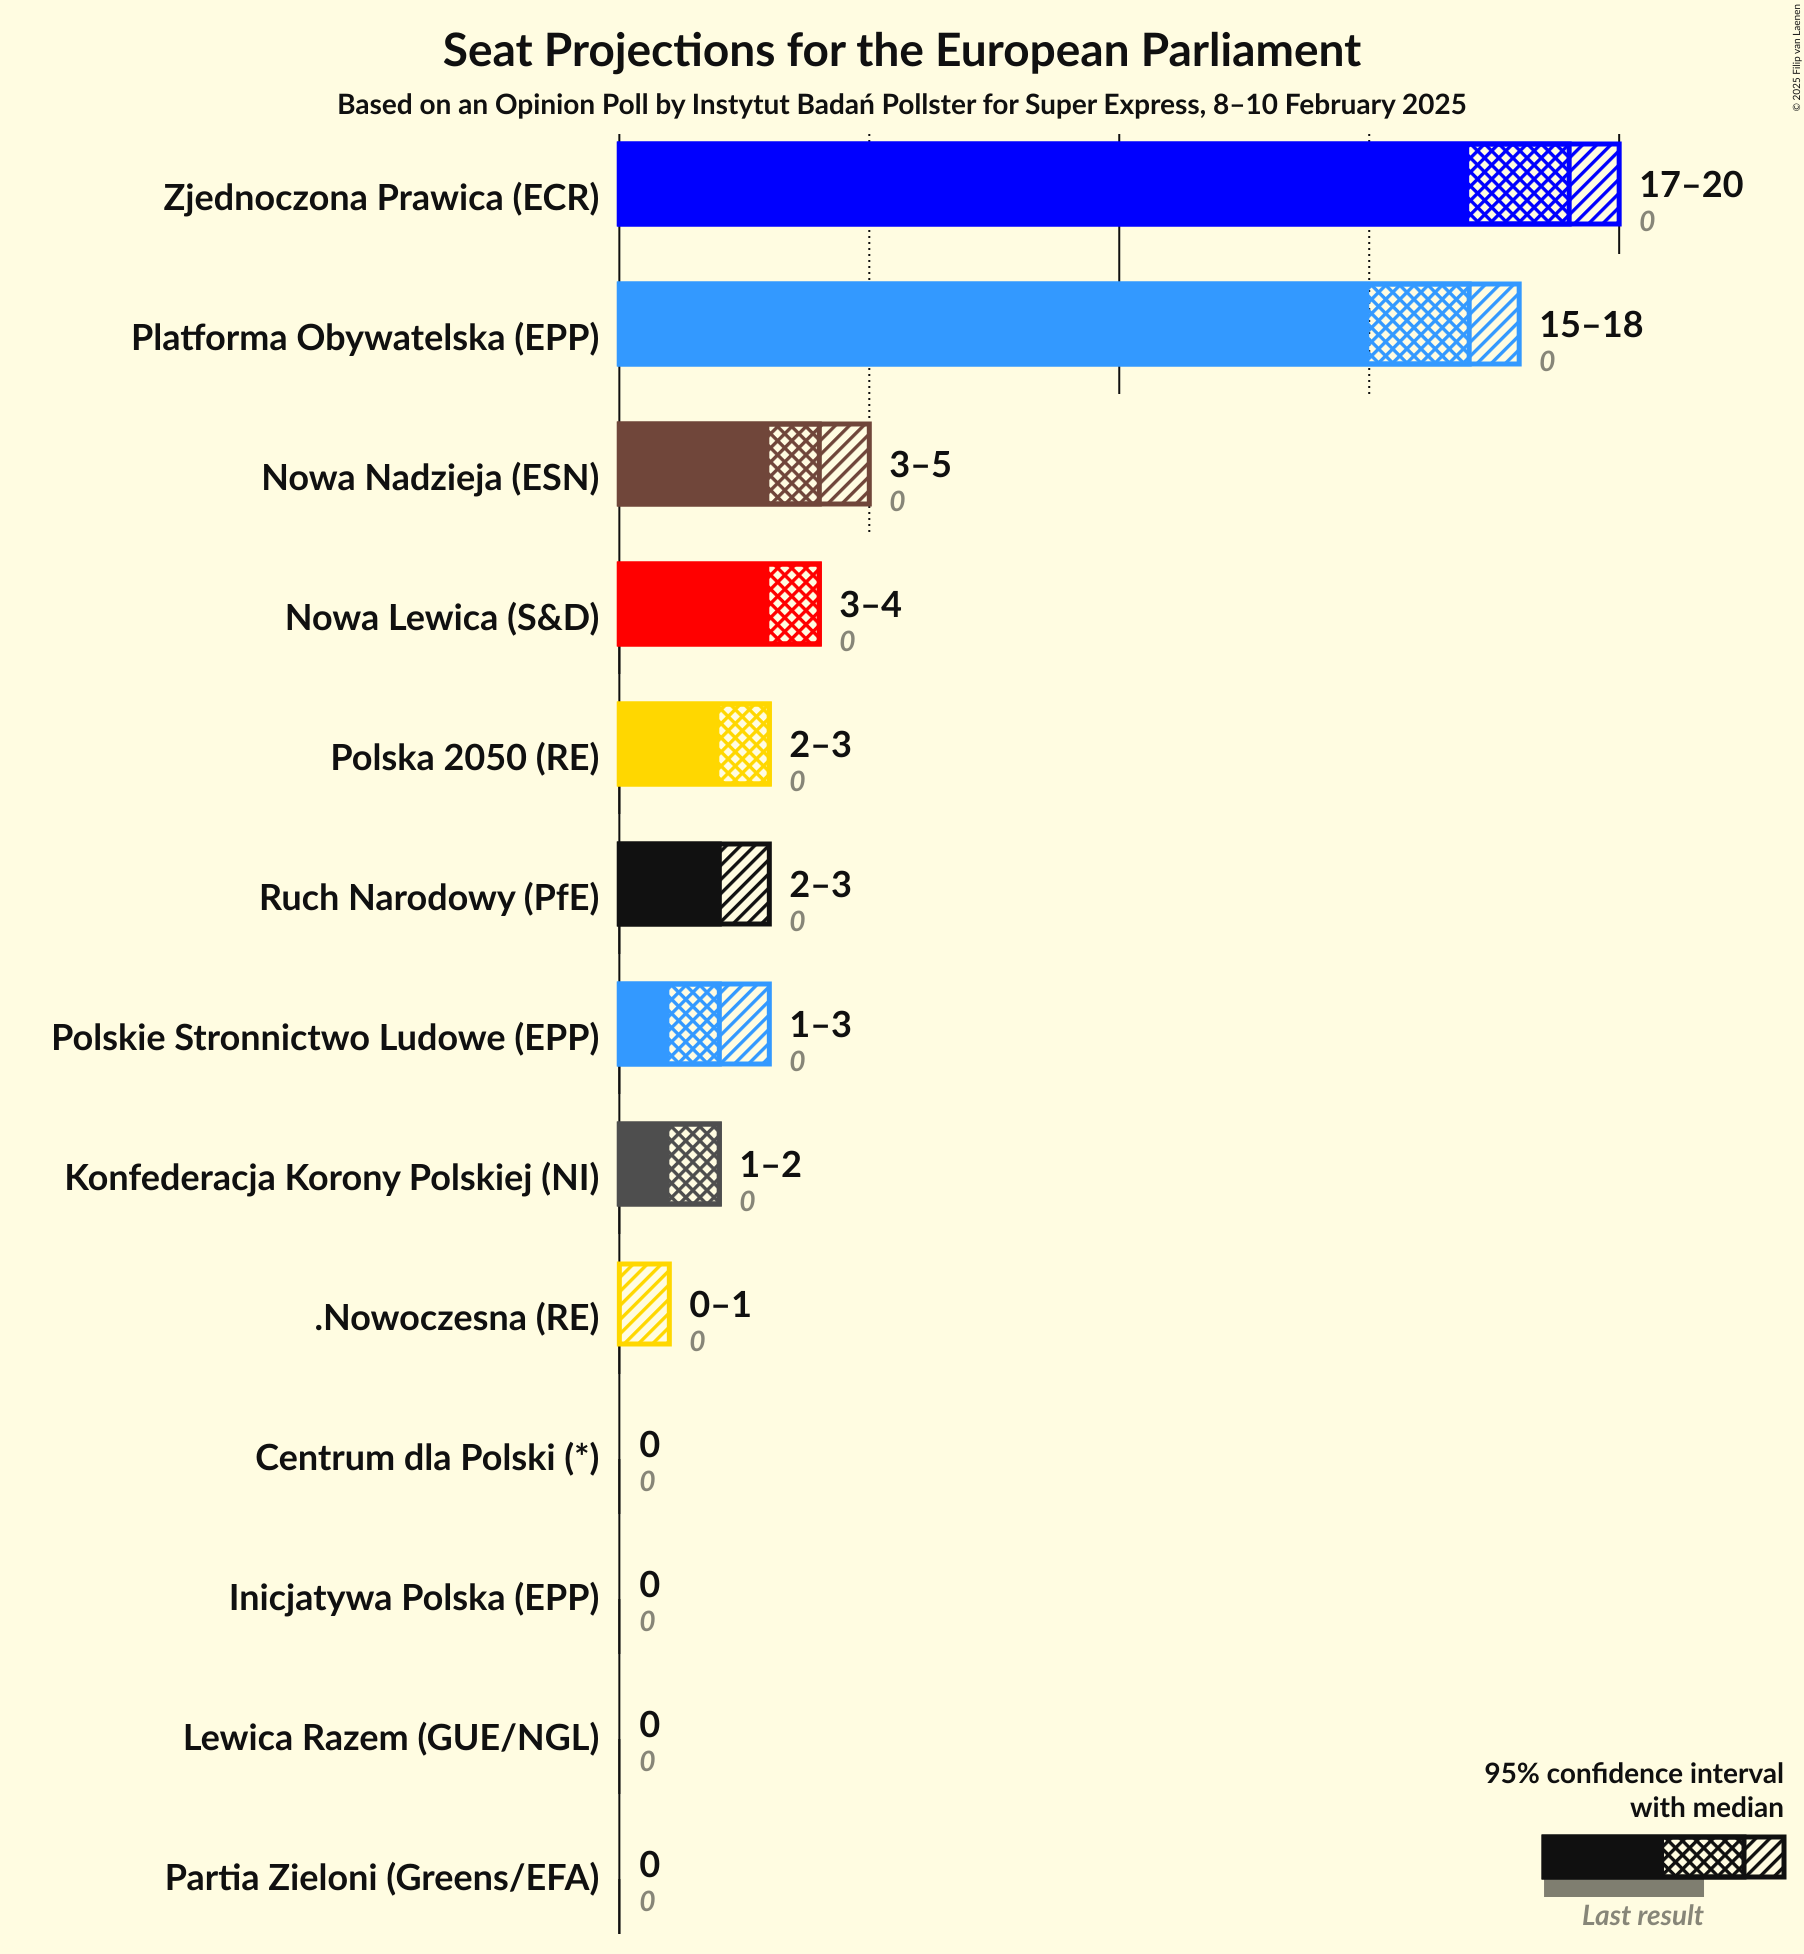 Seat Projections for the European Parliament
Based on an Opinion Poll by Instytut Badań Pollster for Super Express, 8–10 February 2025
© 2025 Filip van Laenen
Zjednoczona Prawica (ECR)
17–20
0
Platforma Obywatelska (EPP)
15–18
0
Nowa Nadzieja (ESN)
3–5
0
Nowa Lewica (S&D)
3–4
0
Polska 2050 (RE)
2–3
0
Ruch Narodowy (PfE)
2–3
0
Polskie Stronnictwo Ludowe (EPP)
1–3
0
Konfederacja Korony Polskiej (NI)
1–2
0
.Nowoczesna (RE)
0–1
0
Centrum dla Polski (*)
0
0
Inicjatywa Polska (EPP)
0
0
Lewica Razem (GUE/NGL)
0
0
Partia Zieloni (Greens/EFA)
0
0
95% confidence interval
with median
Last result